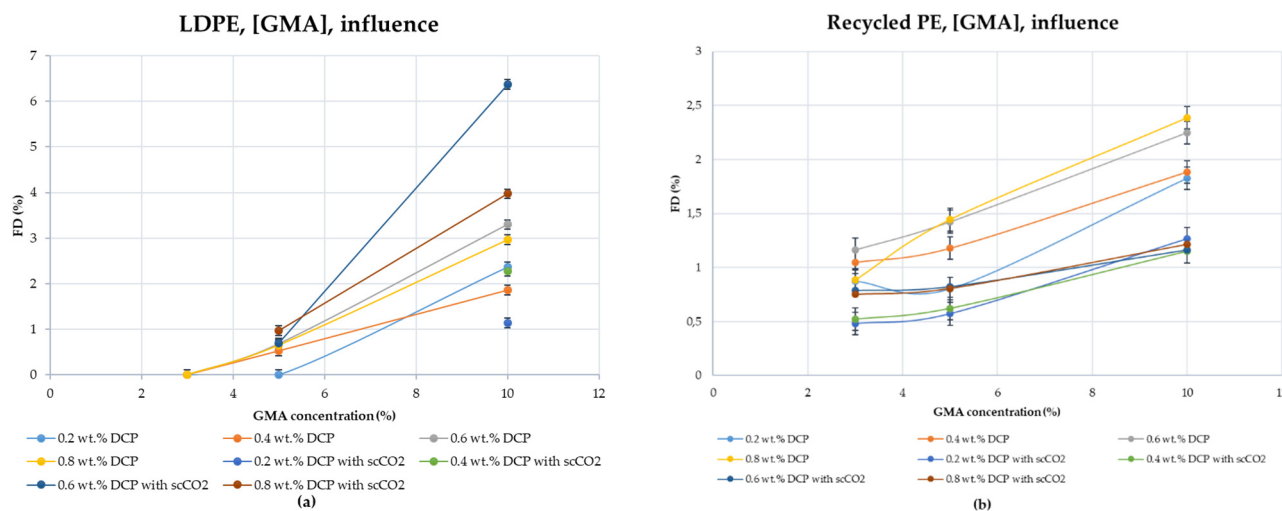 LDPE, [GMA], influence
7
6
5
4
3
2
1
0
FD (%)
0 2 4 6 8 10 12
GMA concentration (%)
0.2 wt.% DCP 0.4 wt.% DCP 0.6 wt.% DCP
0.8 wt.% DCP 0.2 wt.% DCP with scCO2 0.4 wt.% DCP with scCO2
0.6 wt.% DCP with scCO2 0.8 wt.% DCP with scCO2
(a)
Recycled PE, [GMA], influence
3
2,5
2
1,5
1
0,5
0
FD (%)
0 2 4 6 8 10
GMA concentration (%)
0.2 wt.% DCP 0.4 wt.% DCP 0.6 wt.% DCP
0.8 wt.% DCP 0.2 wt.% DCP with scCO2 0.4 wt.% DCP with scCO2
0.6 wt.% DCP with scCO2 0.8 wt.% DCP with scCO2
(b)